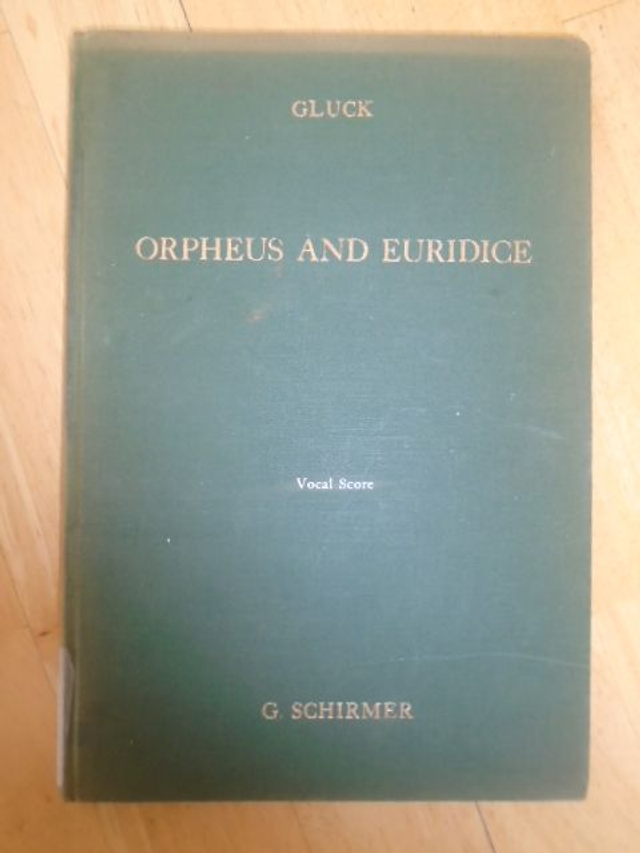 GLUCK
ORPHEUS AND EURIDICE
Vocal Score
G. SCHIRMER